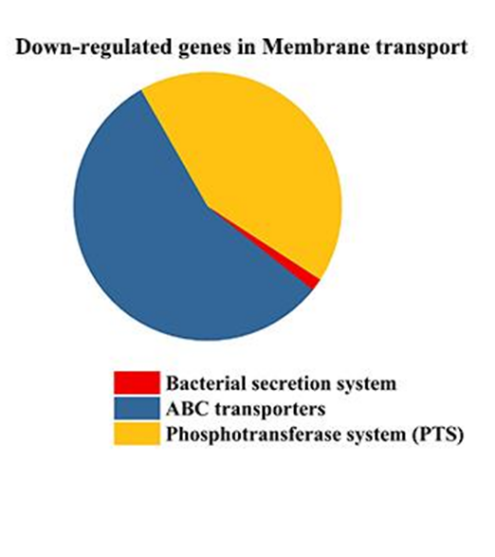 Down-regulated genes in Membrane transport
Bacterial secretion system
ABC transporters
Phosphotransferase system (PTS)